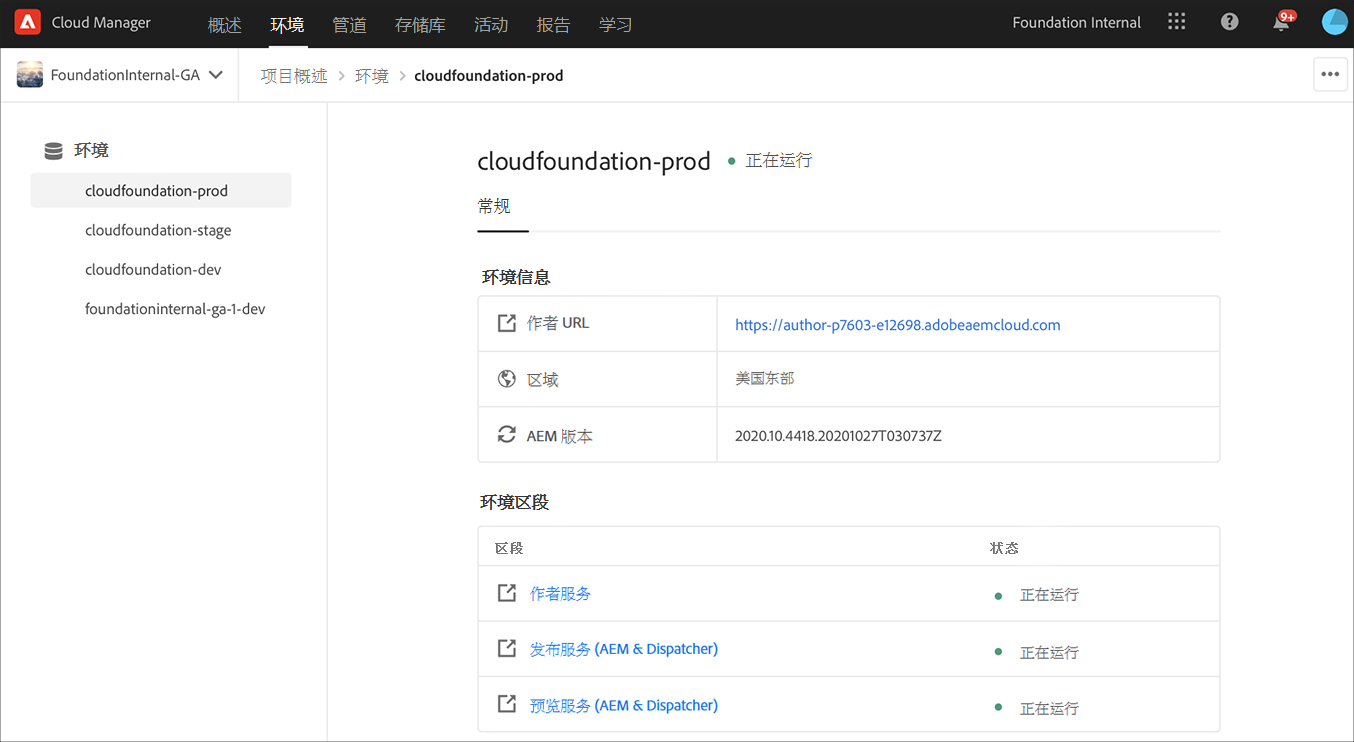 Cloud Manager 概述 环境 管道 存储库 活动 报告 学习 Foundation Internal 9+
FoundationInternal-GA 项目概述 环境 cloudfoundation-prod
环境
cloudfoundation-prod
cloudfoundation-stage
cloudfoundation-dev
foundationinternal-ga-1-dev
cloudfoundation-prod 正在运行
常规
环境信息
作者 URL https://author-p7603-e12698.adobeaemcloud.com
区域 美国东部
AEM 版本 2020.10.4418.20201027T030737Z
环境区段
区段 状态
作者服务 正在运行
发布服务 (AEM & Dispatcher) 正在运行
预览服务 (AEM & Dispatcher) 正在运行